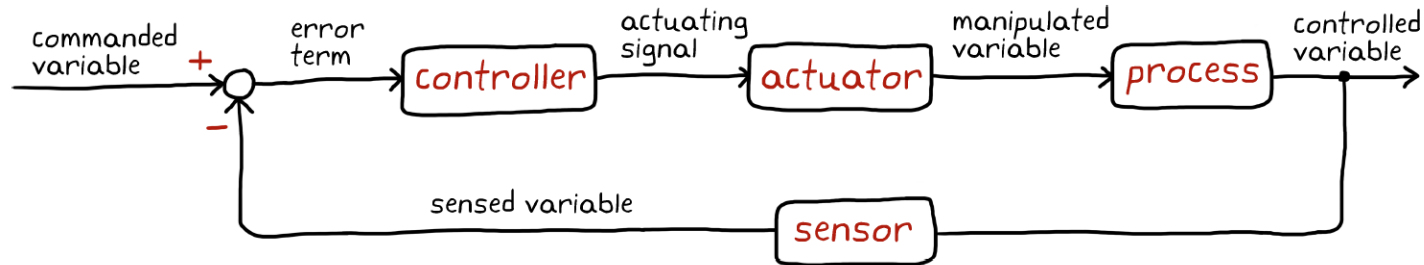 commanded
variable
+
−
error
term
controller
actuating
signal
actuator
manipulated
variable
process
controlled
variable
sensed variable
sensor